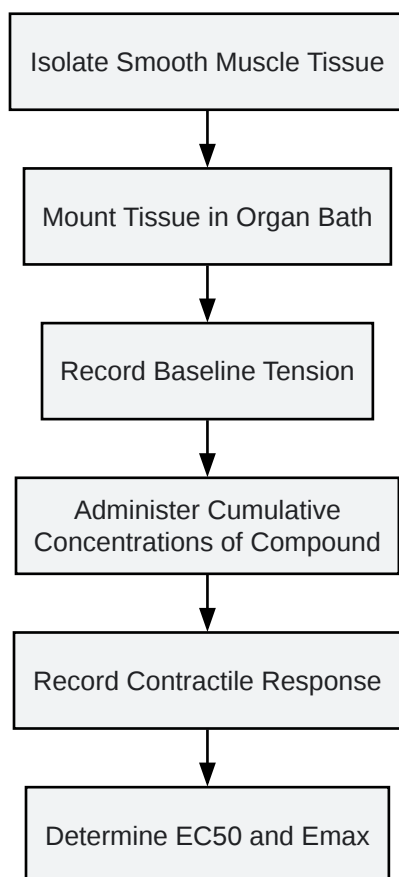 Isolate Smooth Muscle Tissue
Mount Tissue in Organ Bath
Record Baseline Tension
Administer Cumulative
Concentrations of Compound
Record Contractile Response
Determine EC50 and Emax